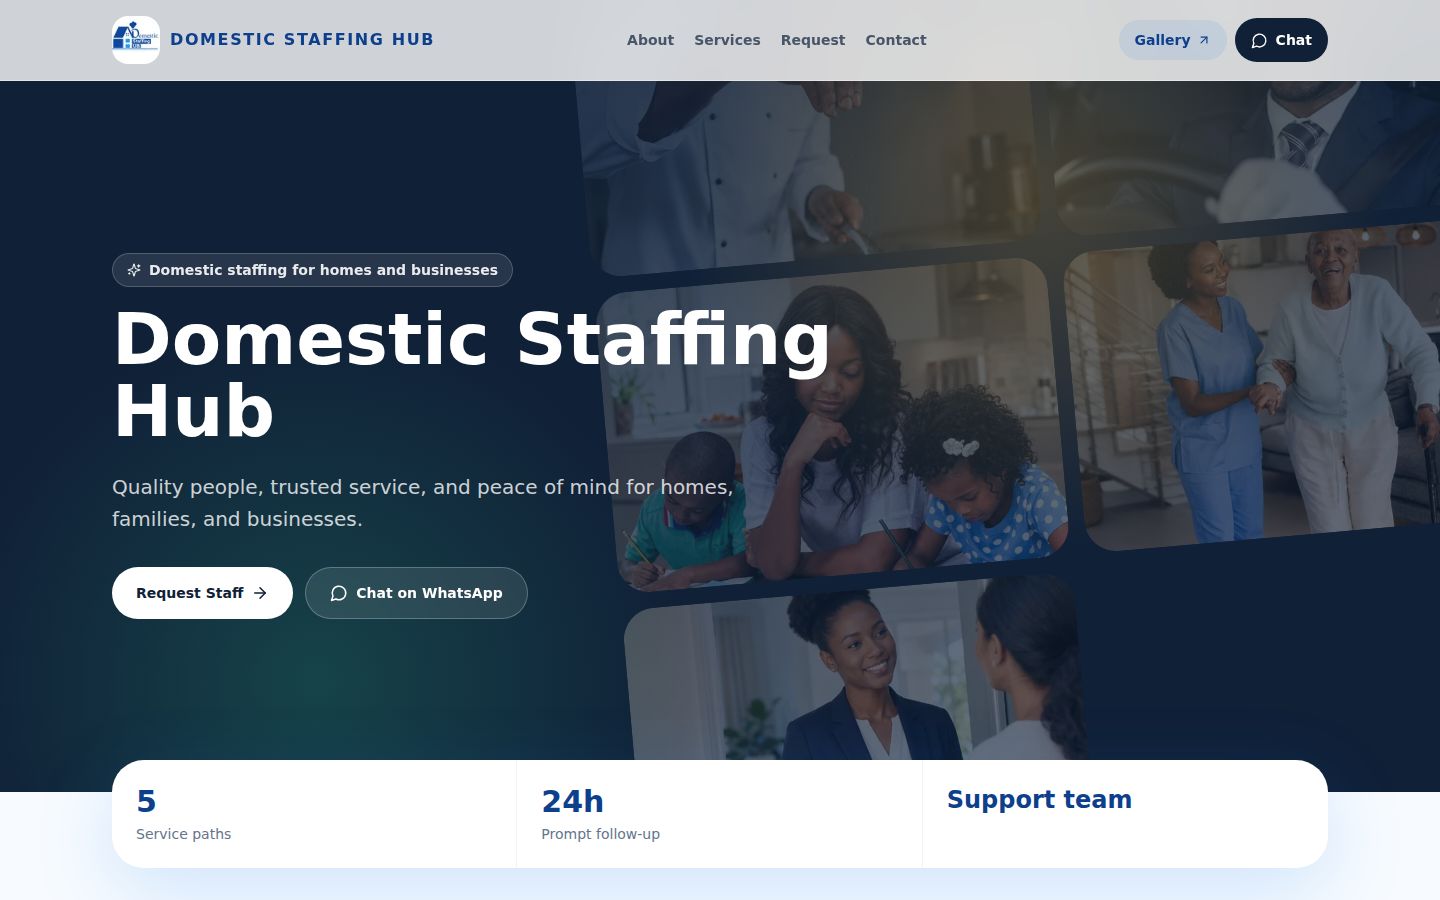 DOMESTIC STAFFING HUB
About
Services
Request
Contact
Gallery
Chat
Domestic staffing for homes and businesses
Domestic Staffing
Hub
Quality people, trusted service, and peace of mind for homes,
families, and businesses.
Request Staff
Chat on WhatsApp
5
Service paths
24h
Prompt follow-up
Support team